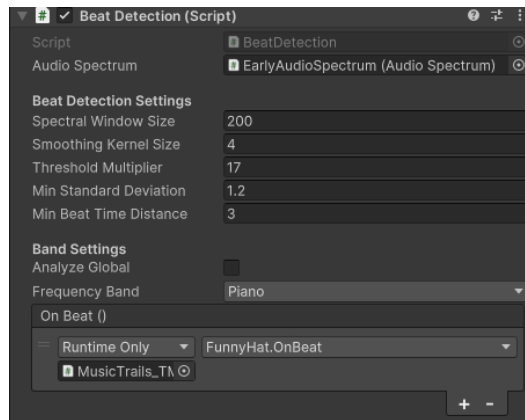 # Beat Detection (Script)
Script # BeatDetection
Audio Spectrum # EarlyAudioSpectrum (Audio Spectrum)
Beat Detection Settings
Spectral Window Size 200
Smoothing Kernel Size 4
Threshold Multiplier 17
Min Standard Deviation 1.2
Min Beat Time Distance 3
Band Settings
Analyze Global
Frequency Band Piano
On Beat ()
Runtime Only FunnyHat.OnBeat
# MusicTrails_TM
+ -